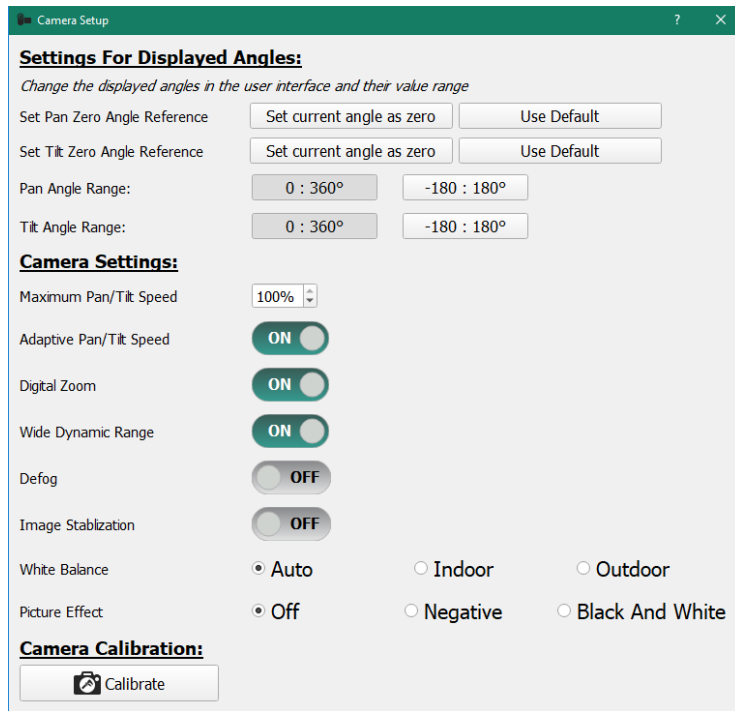 Camera Setup ? ×
Settings For Displayed Angles:
Change the displayed angles in the user interface and their value range
Set Pan Zero Angle Reference Set current angle as zero Use Default
Set Tilt Zero Angle Reference Set current angle as zero Use Default
Pan Angle Range: 0 : 360° -180 : 180°
Tilt Angle Range: 0 : 360° -180 : 180°
Camera Settings:
Maximum Pan/Tilt Speed 100%
Adaptive Pan/Tilt Speed ON
Digital Zoom ON
Wide Dynamic Range ON
Defog OFF
Image Stablization OFF
White Balance Auto Indoor Outdoor
Picture Effect Off Negative Black And White
Camera Calibration:
Calibrate